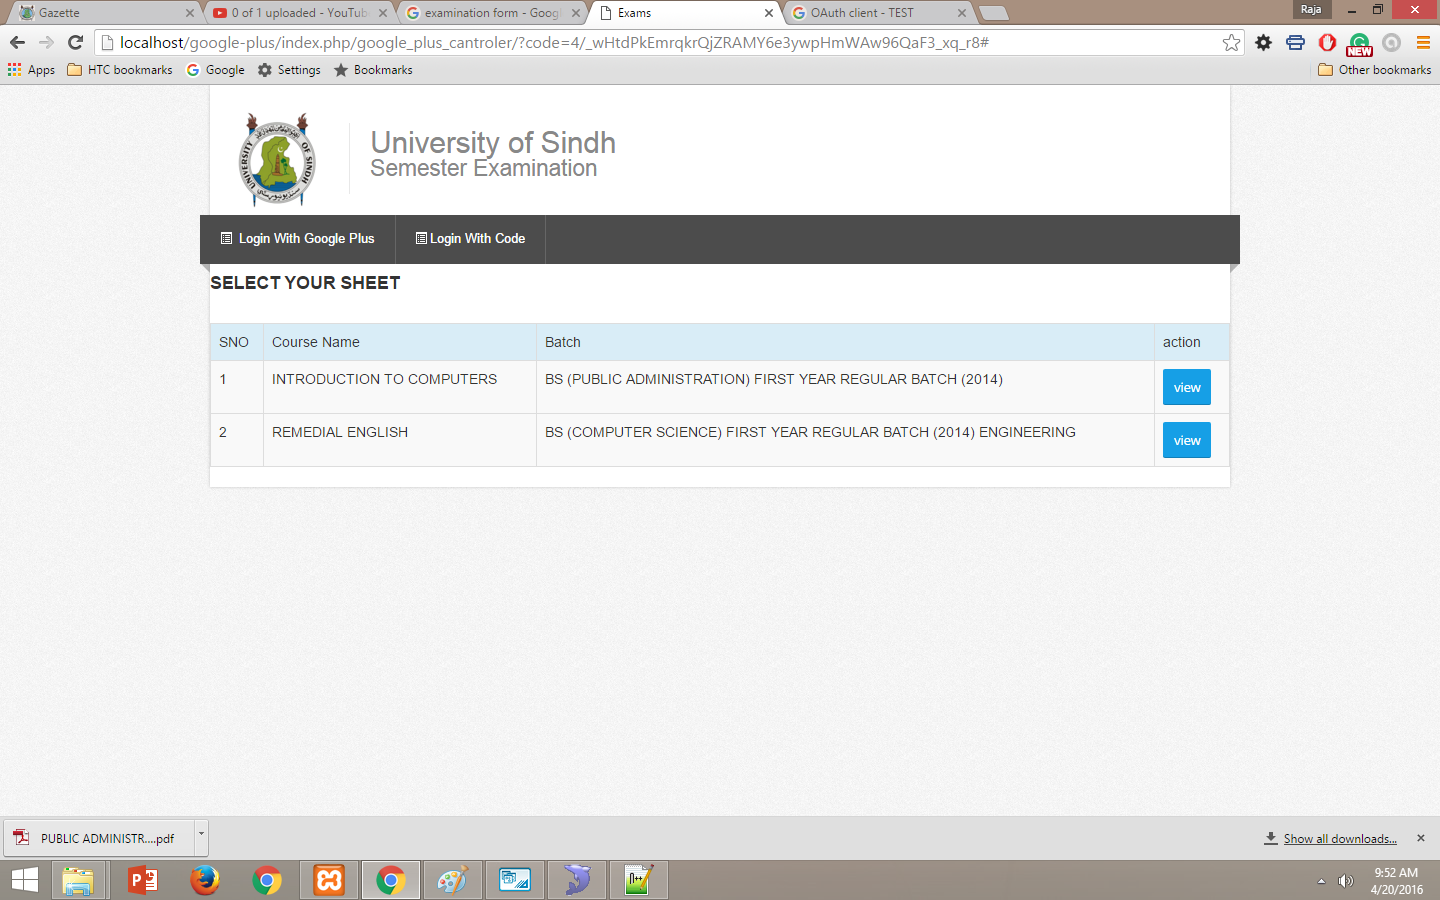 Gazette
0 of 1 uploaded - YouTub
examination form - Goog
Exams
OAuth client - TEST
Raja
localhost/google-plus/index.php/google_plus_cantroler/?code=4/_wHtdPkEmrqkrQjZRAMY6e3ywpHmWAw96QaF3_xq_r8#
NEW
Apps
HTC bookmarks
Google
Settings
Bookmarks
Other bookmarks
UNIVERSITY OF SINDH
University of Sindh
Semester Examination
Login With Google Plus
Login With Code
SELECT YOUR SHEET
SNO Course Name Batch action
1 INTRODUCTION TO COMPUTERS BS (PUBLIC ADMINISTRATION) FIRST YEAR REGULAR BATCH (2014) view
2 REMEDIAL ENGLISH BS (COMPUTER SCIENCE) FIRST YEAR REGULAR BATCH (2014) ENGINEERING view
PUBLIC ADMINISTR....pdf
Show all downloads...
9:52 AM
4/20/2016